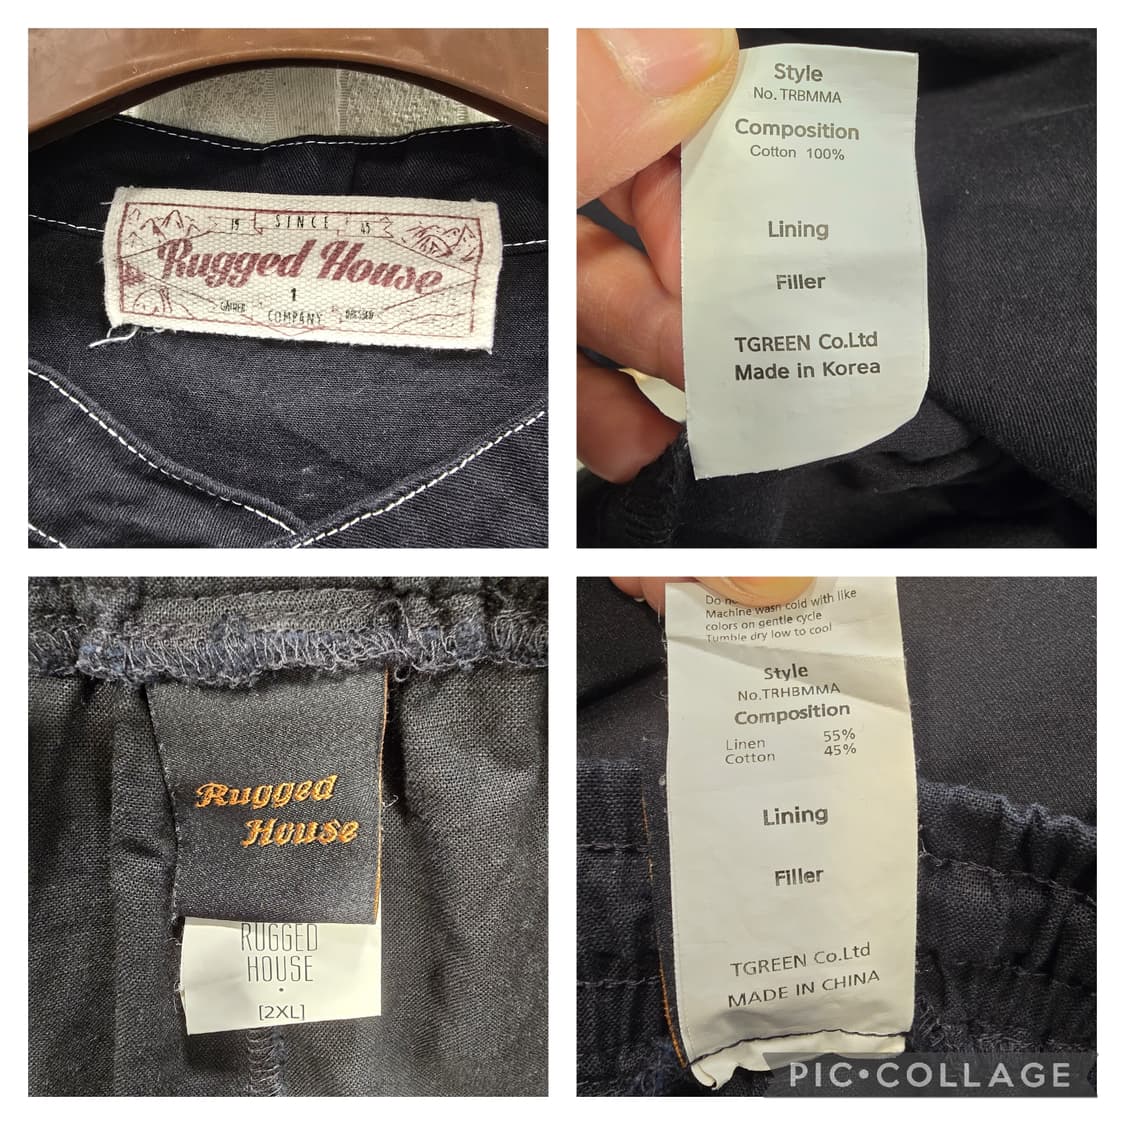 19 SINCE 45
Rugged House
1
GATHER COMPANY DRESSED
Style
No.TRBMMA
Composition
Cotton 100%
Lining
Filler
TGREEN Co.Ltd
Made in Korea
Rugged
House
RUGGED
HOUSE
[2XL]
Do
Machine wash cold with like
colors on gentle cycle
Tumble dry low to cool
Style
No.TRHBMMA
Composition
Linen 55%
Cotton 45%
Lining
Filler
TGREEN Co.Ltd
MADE IN CHINA
PIC•COLLAGE